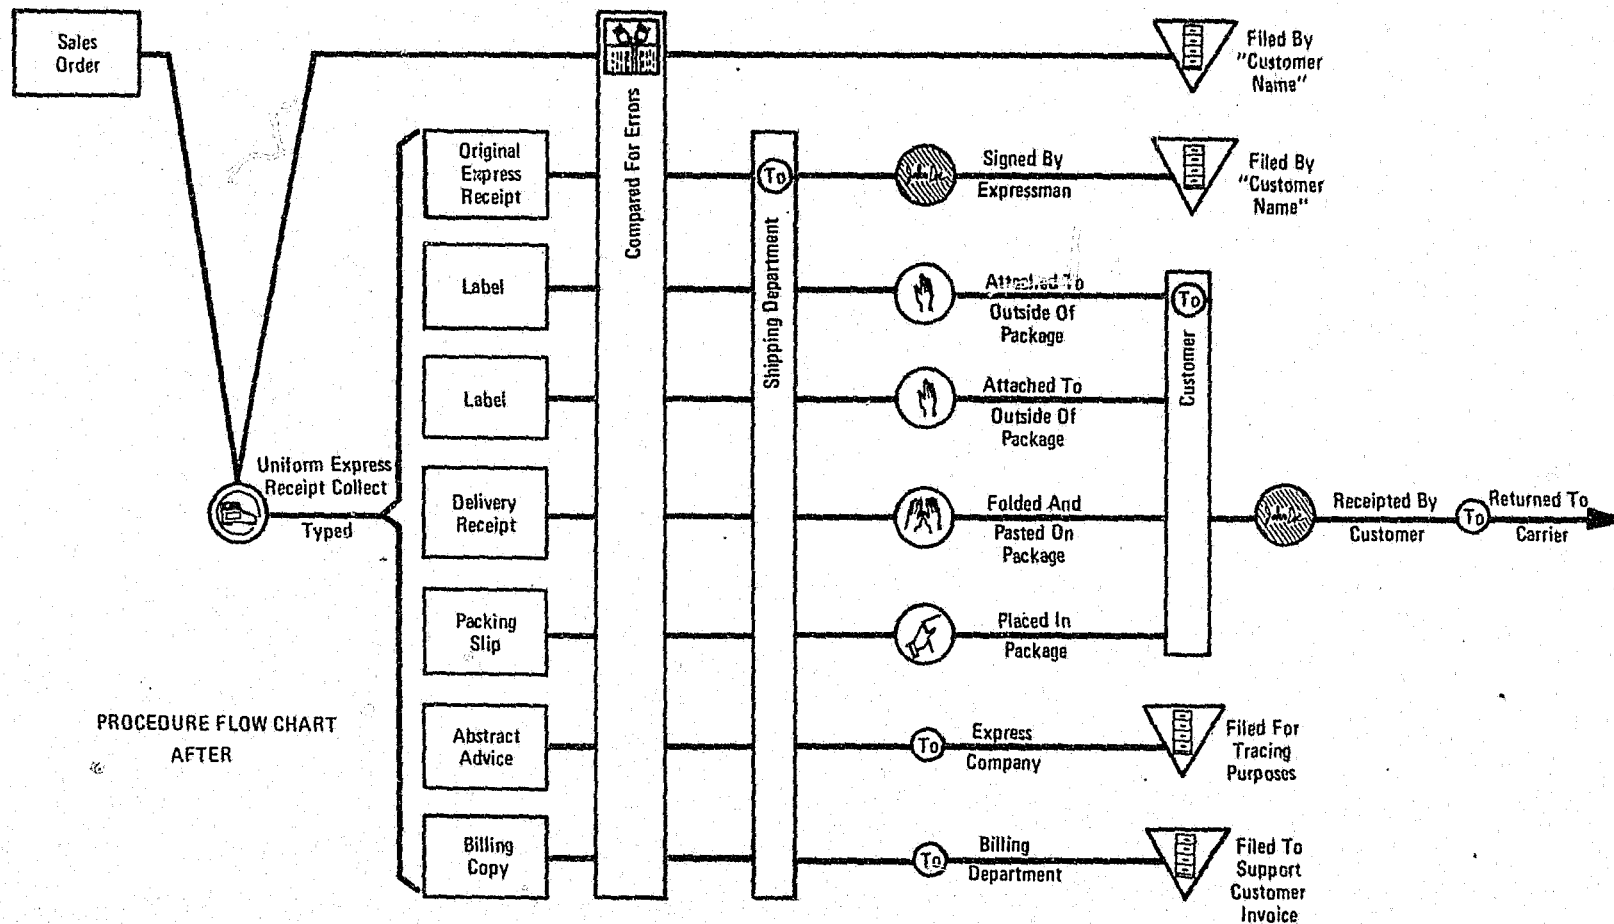 Sales
Order
Filed By
"Customer
Name"
Compared For Errors
Original
Express
Receipt
Shipping Department
To
John Doe
Signed By
Expressman
Filed By
"Customer
Name"
Label
Attached To
Outside Of
Package
To
Customer
Label
Attached To
Outside Of
Package
Uniform Express
Receipt Collect
Typed
Delivery
Receipt
Folded And
Pasted On
Package
John Doe
Receipted By
Customer
To
Returned To
Carrier
Packing
Slip
Placed In
Package
PROCEDURE FLOW CHART
AFTER
Abstract
Advice
To
Express
Company
Filed For
Tracing
Purposes
Billing
Copy
To
Billing
Department
Filed To
Support
Customer
Invoice